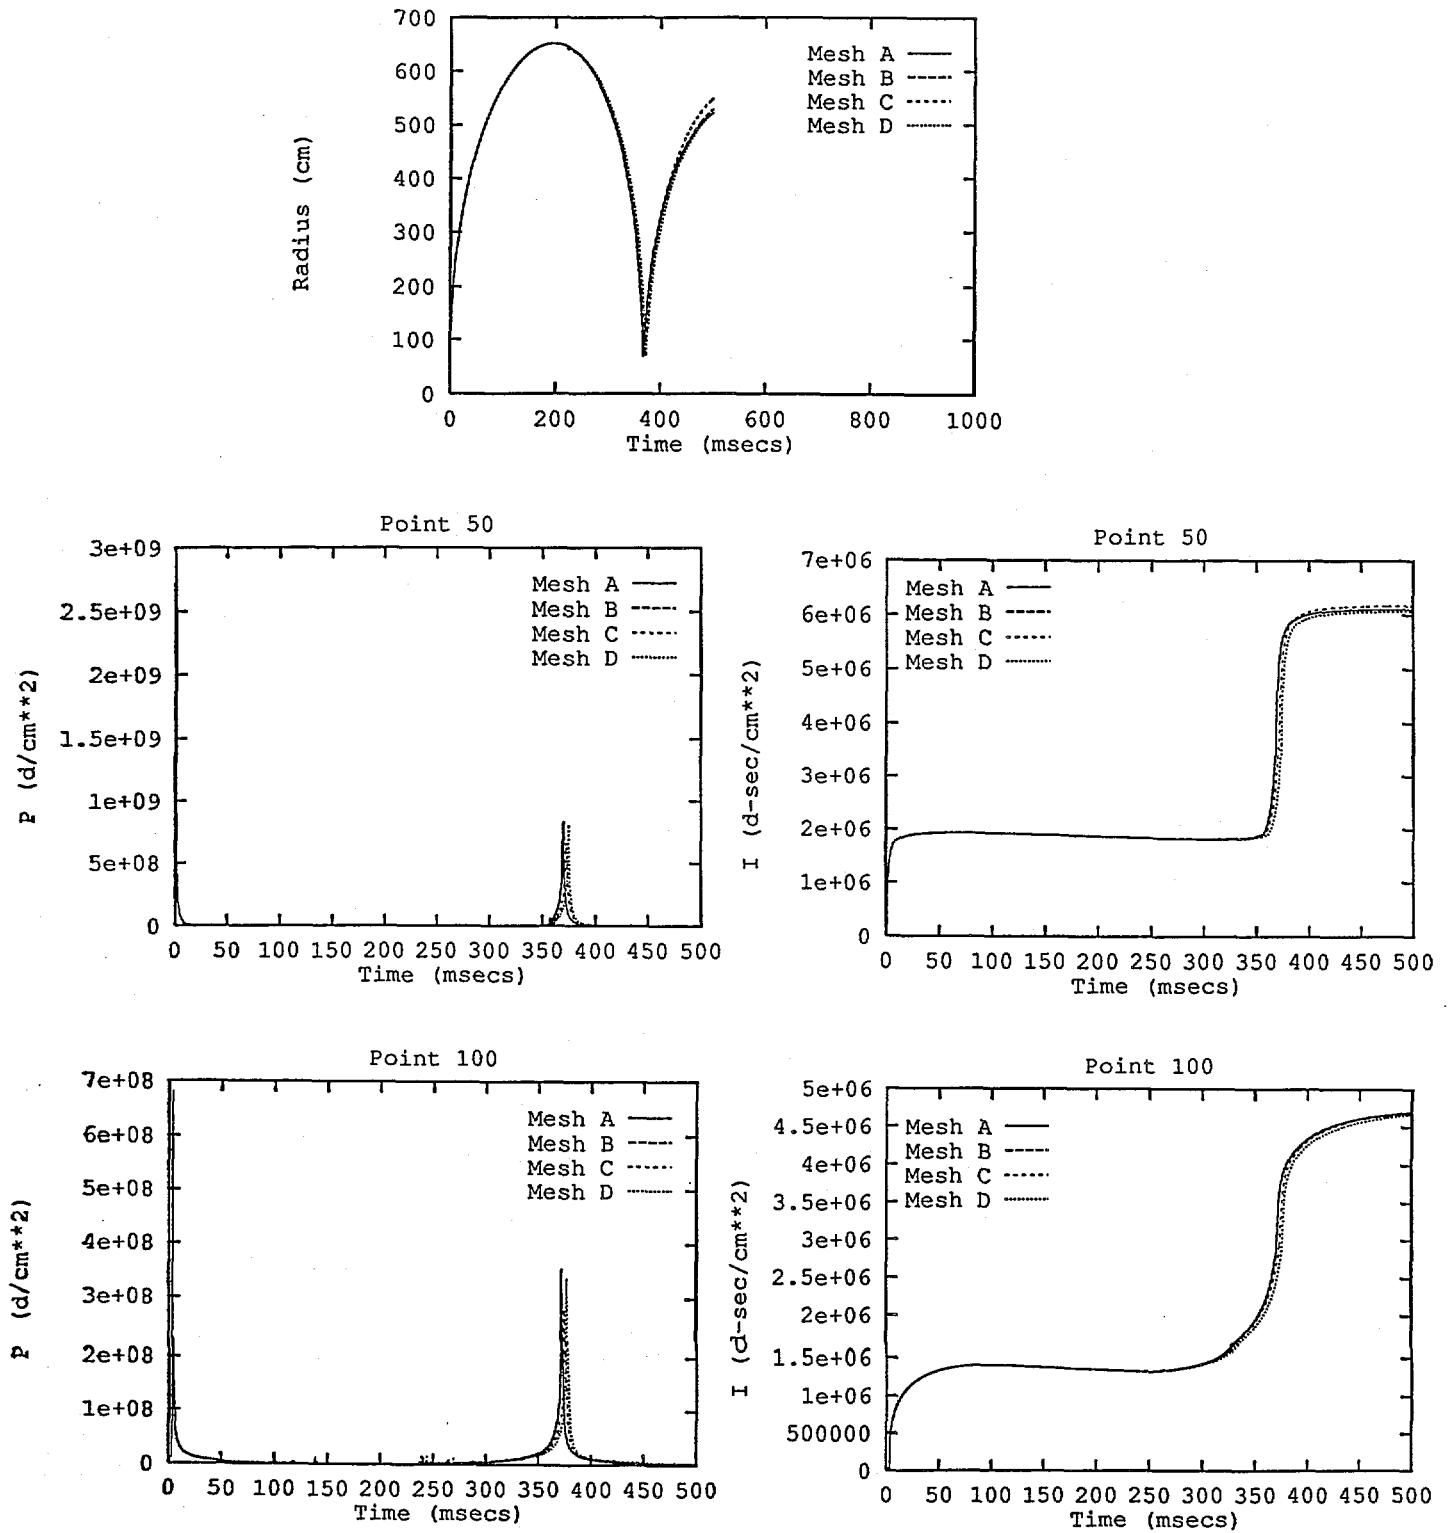 700
600
500
400
300
200
100
0
Radius (cm)
Mesh A
Mesh B
Mesh C
Mesh D
0 200 400 600 800 1000
Time (msecs)
Point 50
3e+09
2.5e+09
2e+09
1.5e+09
1e+09
5e+08
0
P (d/cm**2)
Mesh A
Mesh B
Mesh C
Mesh D
0 50 100 150 200 250 300 350 400 450 500
Time (msecs)
Point 50
7e+06
6e+06
5e+06
4e+06
3e+06
2e+06
1e+06
0
I (d-sec/cm**2)
Mesh A
Mesh B
Mesh C
Mesh D
0 50 100 150 200 250 300 350 400 450 500
Time (msecs)
Point 100
7e+08
6e+08
5e+08
4e+08
3e+08
2e+08
1e+08
0
P (d/cm**2)
Mesh A
Mesh B
Mesh C
Mesh D
0 50 100 150 200 250 300 350 400 450 500
Time (msecs)
Point 100
5e+06
4.5e+06
4e+06
3.5e+06
3e+06
2.5e+06
2e+06
1.5e+06
1e+06
500000
0
I (d-sec/cm**2)
Mesh A
Mesh B
Mesh C
Mesh D
0 50 100 150 200 250 300 350 400 450 500
Time (msecs)